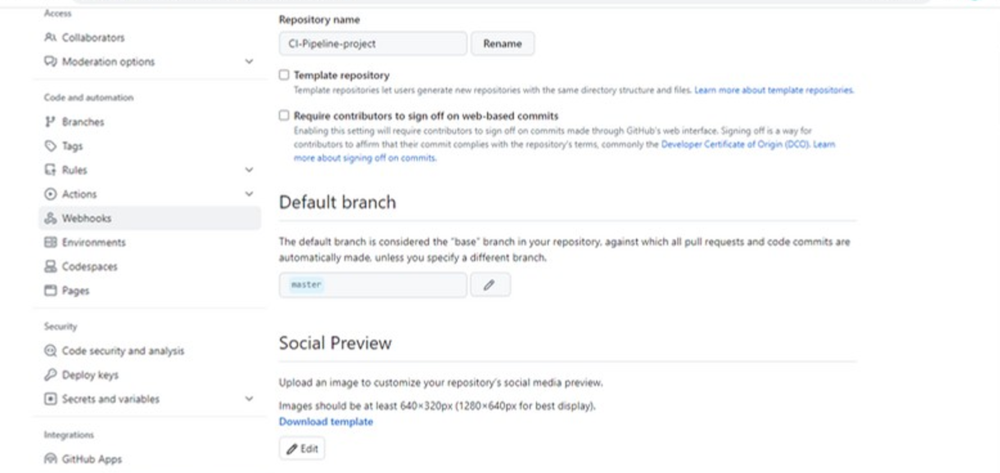 Access
Collaborators
Moderation options
Code and automation
Branches
Tags
Rules
Actions
Webhooks
Environments
Codespaces
Pages
Security
Code security and analysis
Deploy keys
Secrets and variables
Integrations
GitHub Apps
Repository name
CI-Pipeline-project
Rename
Template repository
Template repositories let users generate new repositories with the same directory structure and files. Learn more about template repositories.
Require contributors to sign off on web-based commits
Enabling this setting will require contributors to sign off on commits made through GitHub's web interface. Signing off is a way for
contributors to affirm that their commit complies with the repository's terms, commonly the Developer Certificate of Origin (DCO). Learn
more about signing off on commits.
Default branch
The default branch is considered the "base" branch in your repository, against which all pull requests and code commits are
automatically made, unless you specify a different branch.
master
Social Preview
Upload an image to customize your repository's social media preview.
Images should be at least 640×320px (1280×640px for best display).
Download template
Edit